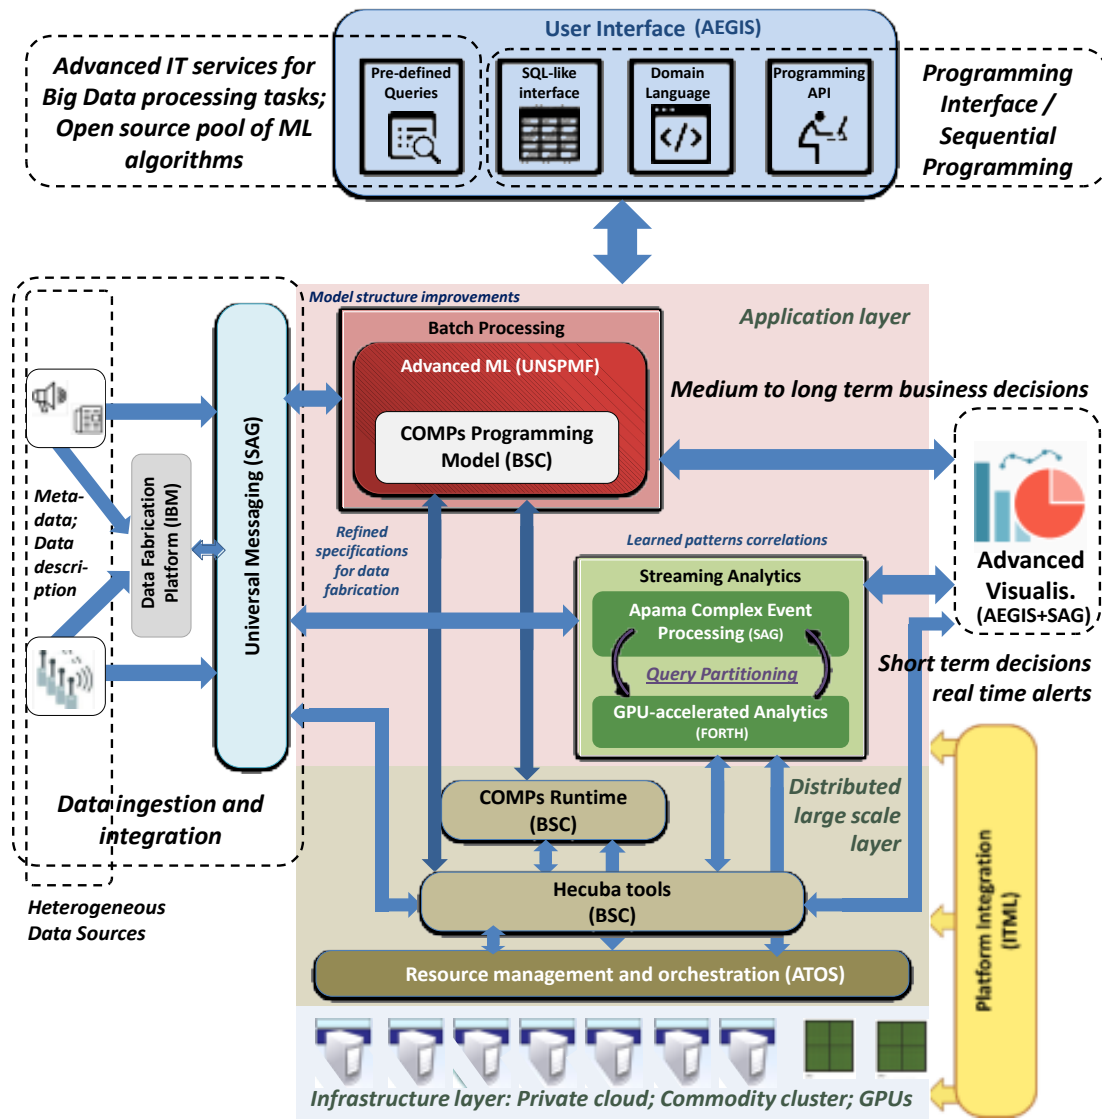 User Interface (AEGIS)
Advanced IT services for
Big Data processing tasks;
Open source pool of ML
algorithms
Pre-defined
Queries
SQL-like
interface
Domain
Language
Programming
API
Programming
Interface /
Sequential
Programming
Model structure improvements
Application layer
Batch Processing
Advanced ML (UNSPMF)
COMPs Programming
Model (BSC)
Medium to long term business decisions
Universal Messaging (SAG)
Data Fabrication
Platform (IBM)
Meta-
data;
Data
descri-
ption
Refined
specifications
for data
fabrication
Learned patterns correlations
Streaming Analytics
Apama Complex Event
Processing (SAG)
Query Partitioning
GPU-accelerated Analytics
(FORTH)
Advanced
Visualis.
(AEGIS+SAG)
Short term decisions
real time alerts
Data ingestion and
integration
Heterogeneous
Data Sources
COMPs Runtime
(BSC)
Distributed
large scale
layer
Hecuba tools
(BSC)
Resource management and orchestration (ATOS)
Platform Integration
(ITML)
Infrastructure layer: Private cloud; Commodity cluster; GPUs